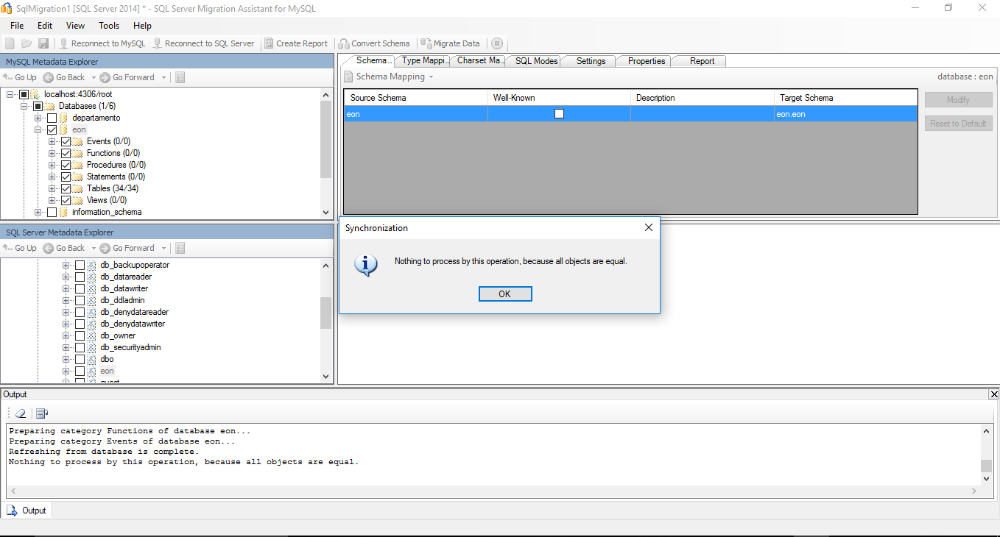 SqlMigration1 [SQL Server 2014] * - SQL Server Migration Assistant for MySQL
File Edit View Tools Help
Reconnect to MySQL Reconnect to SQL Server Create Report Convert Schema Migrate Data
MySQL Metadata Explorer
Go Up Go Back Go Forward
localhost:4306/root
Databases (1/6)
departamento
eon
Events (0/0)
Functions (0/0)
Procedures (0/0)
Statements (0/0)
Tables (34/34)
Views (0/0)
information_schema
Schema... Type Mappi... Charset Ma... SQL Modes Settings Properties Report
Schema Mapping database : eon
Source Schema Well-Known Description Target Schema
eon eon.eon
Modify
Reset to Default
SQL Server Metadata Explorer
Go Up Go Back Go Forward
db_backupoperator
db_datareader
db_datawriter
db_ddladmin
db_denydatareader
db_denydatawriter
db_owner
db_securityadmin
dbo
eon
Synchronization
Nothing to process by this operation, because all objects are equal.
OK
Output
Preparing category Functions of database eon...
Preparing category Events of database eon...
Refreshing from database is complete.
Nothing to process by this operation, because all objects are equal.
Output